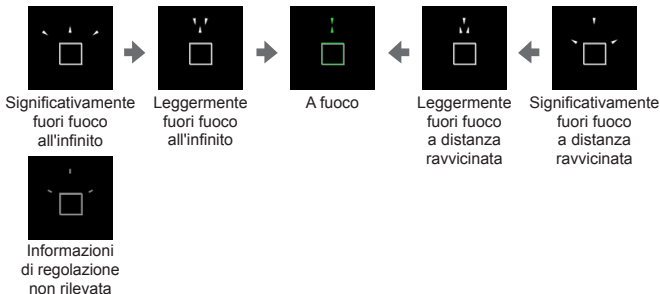 Significativamente
fuori fuoco
all'infinito
Leggermente
fuori fuoco
all'infinito
A fuoco
Leggermente
fuori fuoco
a distanza
ravvicinata
Significativamente
fuori fuoco
a distanza
ravvicinata
Informazioni
di regolazione
non rilevata